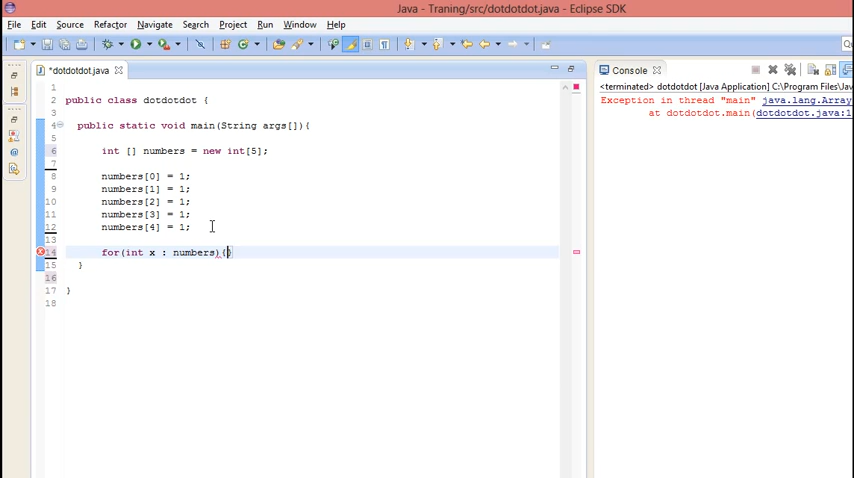 Java - Traning/src/dotdotdot.java - Eclipse SDK
File Edit Source Refactor Navigate Search Project Run Window Help
*dotdotdot.java
1
2 public class dotdotdot {
3
4 public static void main(String args[]){
5
6 int [] numbers = new int[5];
7
8 numbers[0] = 1;
9 numbers[1] = 1;
10 numbers[2] = 1;
11 numbers[3] = 1;
12 numbers[4] = 1;
13
14 for(int x : numbers){}
15 }
16
17 }
18
Console
<terminated> dotdotdot [Java Application] C:\Program Files\Jav
Exception in thread "main" java.lang.Array
at dotdotdot.main(dotdotdot.java:1